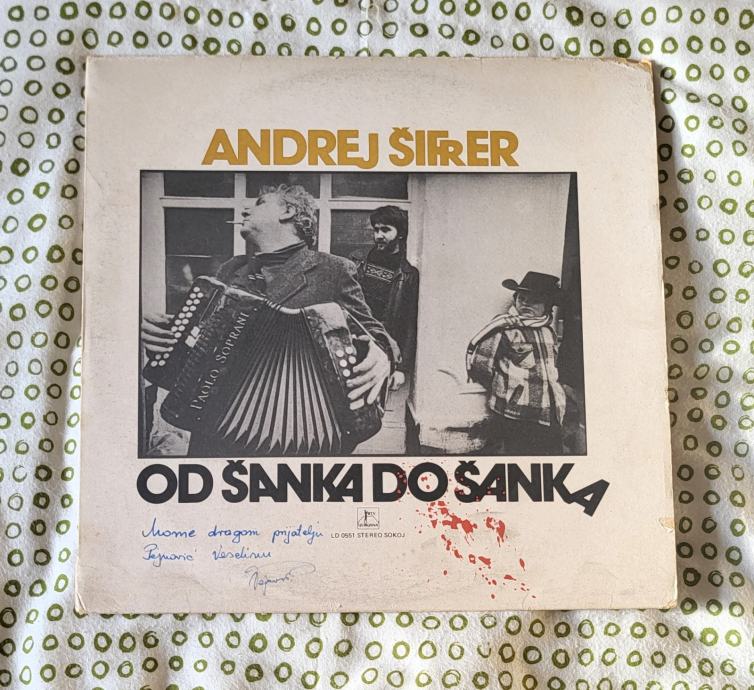 ANDREJ ŠIFRER
PAOLO SOPRANI
OD ŠANKA DO ŠANKA
LD 0551 STEREO SOKOJ
Mome dragom prijatelju
Pejnović Veselinu